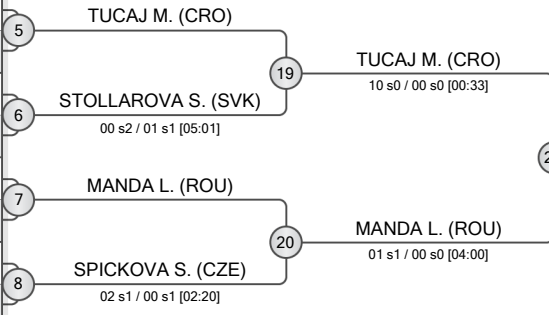 5
TUCAJ M. (CRO)
19
TUCAJ M. (CRO)
10 s0 / 00 s0 [00:33]
6
STOLLAROVA S. (SVK)
00 s2 / 01 s1 [05:01]
7
MANDA L. (ROU)
20
MANDA L. (ROU)
01 s1 / 00 s0 [04:00]
8
SPICKOVA S. (CZE)
02 s1 / 00 s1 [02:20]